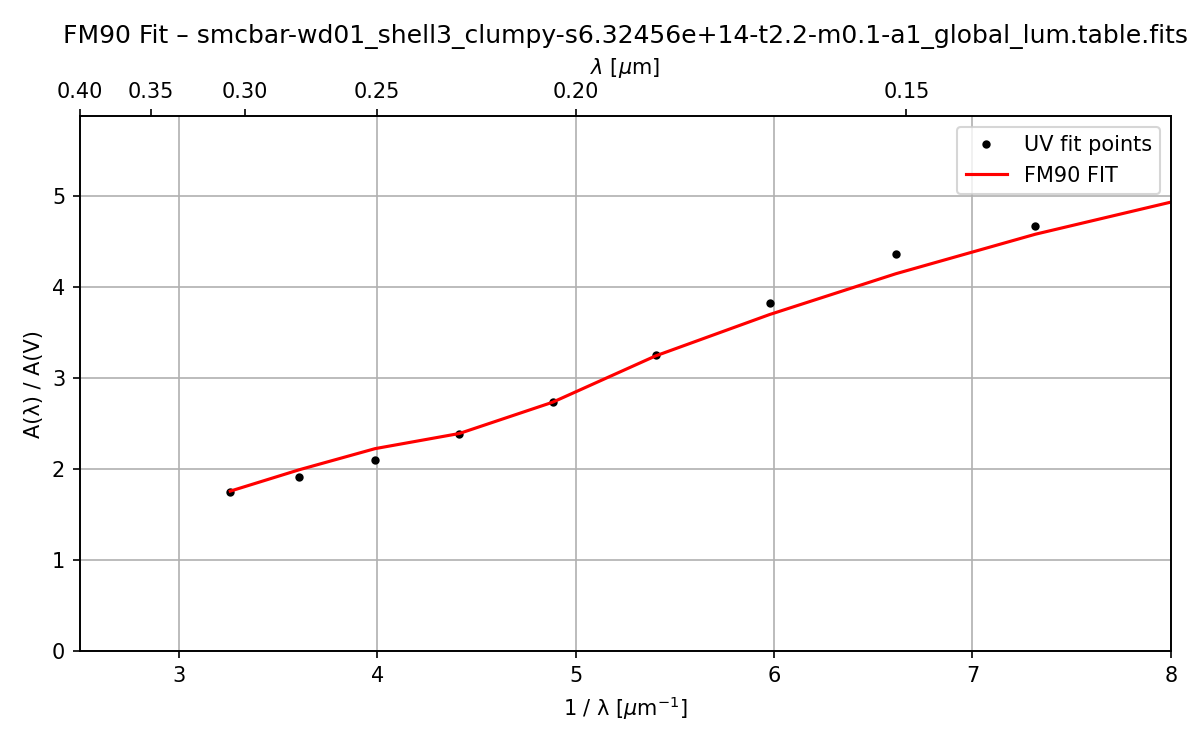 FM90 Fit – smcbar-wd01_shell3_clumpy-s6.32456e+14-t2.2-m0.1-a1_global_lum.table.fits
λ [μm]
0.40 0.35 0.30 0.25 0.20 0.15
UV fit points
FM90 FIT
5
4
3
2
1
0
A(λ) / A(V)
3 4 5 6 7 8
1 / λ [μm⁻¹]